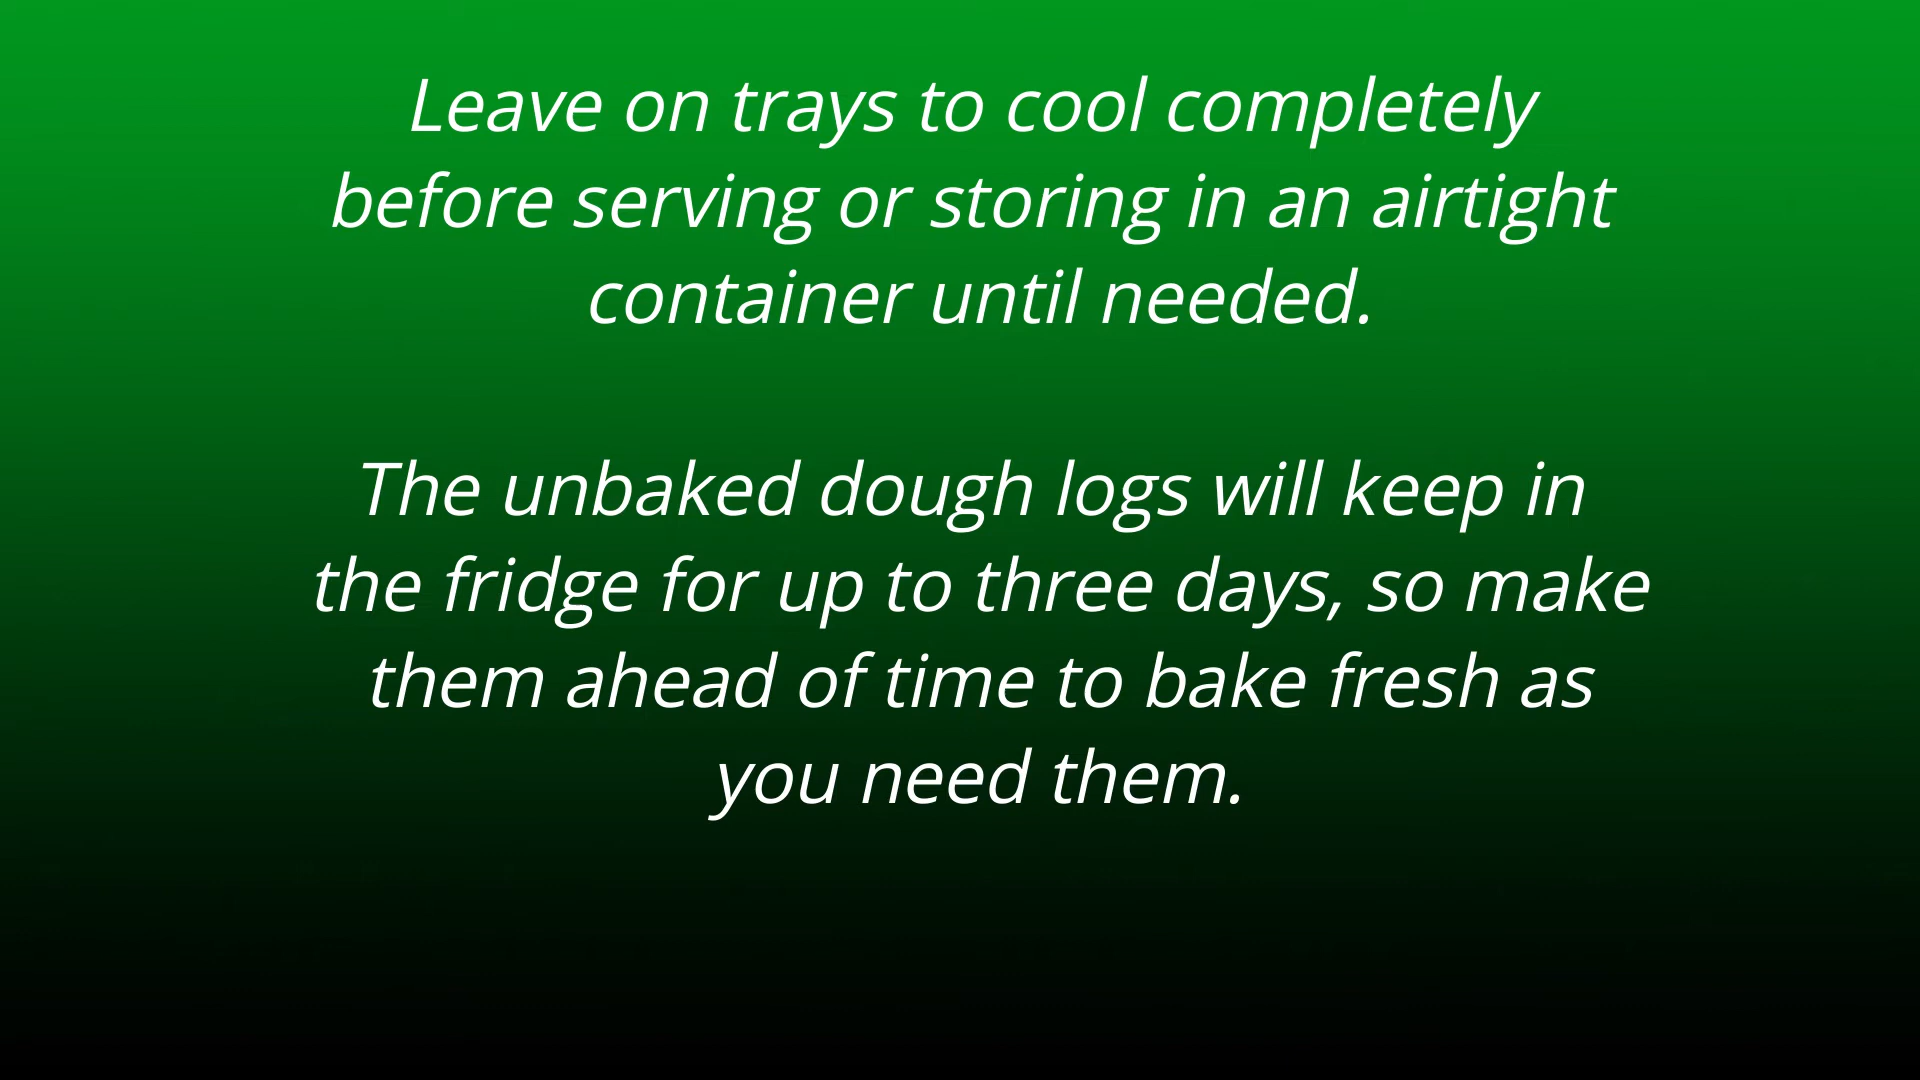 Leave on trays to cool completely
before serving or storing in an airtight
container until needed.
The unbaked dough logs will keep in
the fridge for up to three days, so make
them ahead of time to bake fresh as
you need them.